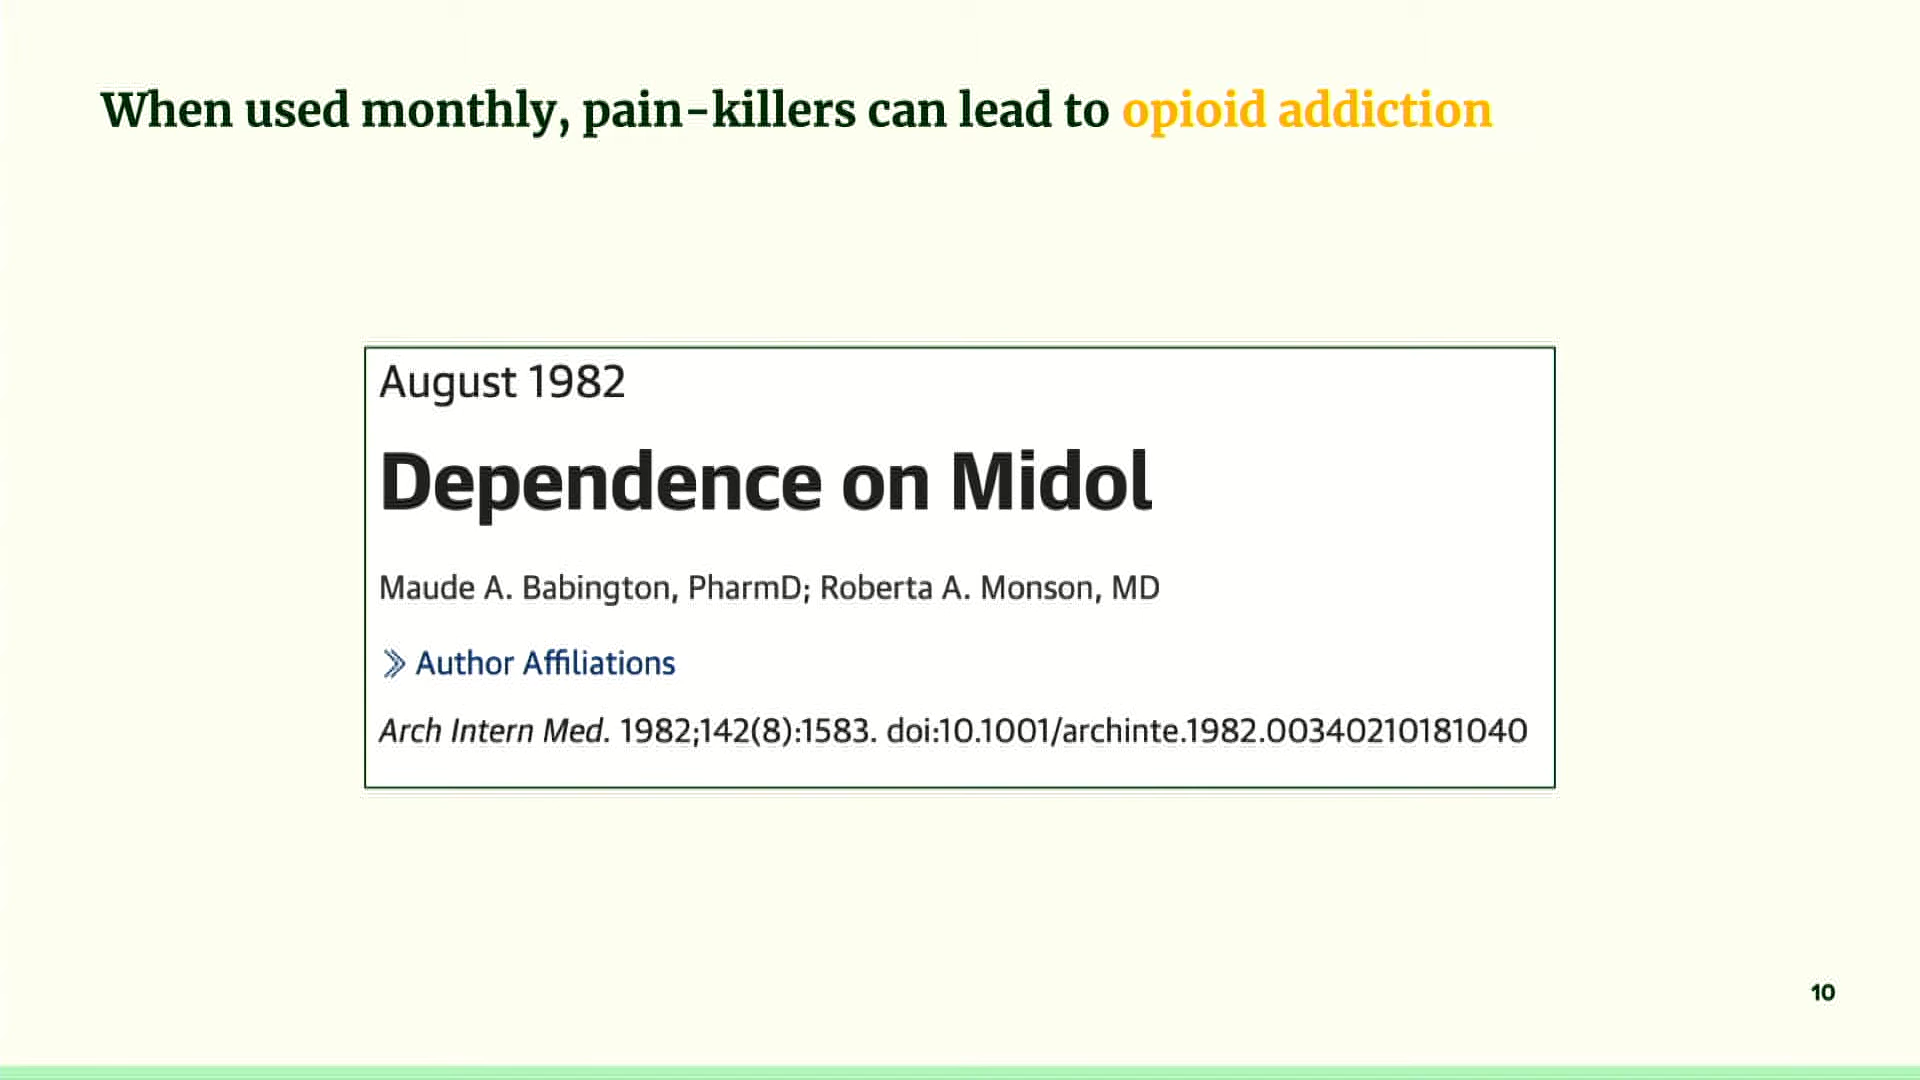 When used monthly, pain-killers can lead to opioid addiction
August 1982
Dependence on Midol
Maude A. Babington, PharmD; Roberta A. Monson, MD
» Author Affiliations
Arch Intern Med. 1982;142(8):1583. doi:10.1001/archinte.1982.00340210181040
10